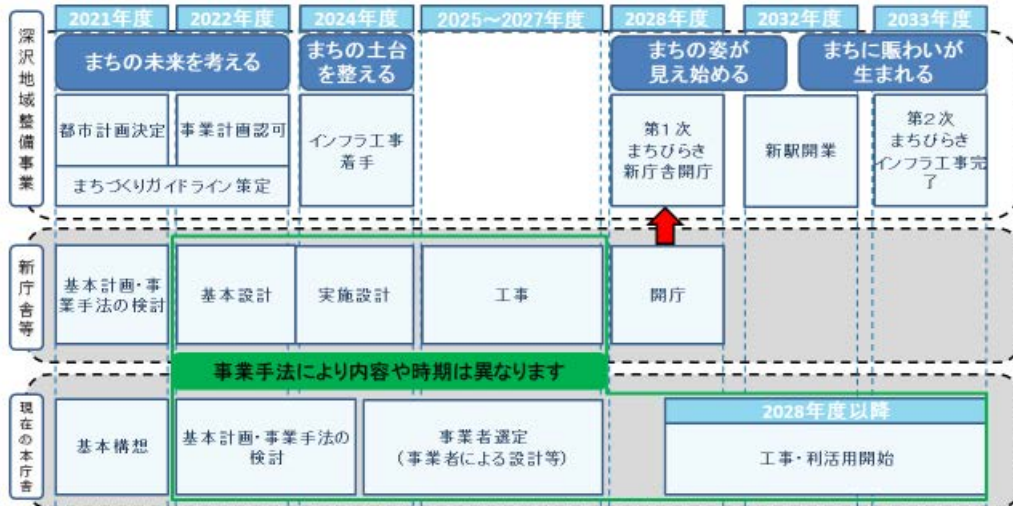 2021年度
2022年度
2024年度
2025～2027年度
2028年度
2032年度
2033年度
深沢地域整備事業
まちの未来を考える
まちの土台
を整える
まちの姿が
見え始める
まちに賑わいが
生まれる
都市計画決定
事業計画認可
まちづくりガイドライン策定
インフラ工事
着手
第1次
まちびらき
新庁舎開庁
新駅開業
第2次
まちびらき
インフラ工事完
了
新庁舎等
基本計画・事
業手法の検討
基本設計
実施設計
工事
開庁
事業手法により内容や時期は異なります
現在の本庁舎
基本構想
基本計画・事業手法の
検討
事業者選定
（事業者による設計等）
2028年度以降
工事・利活用開始